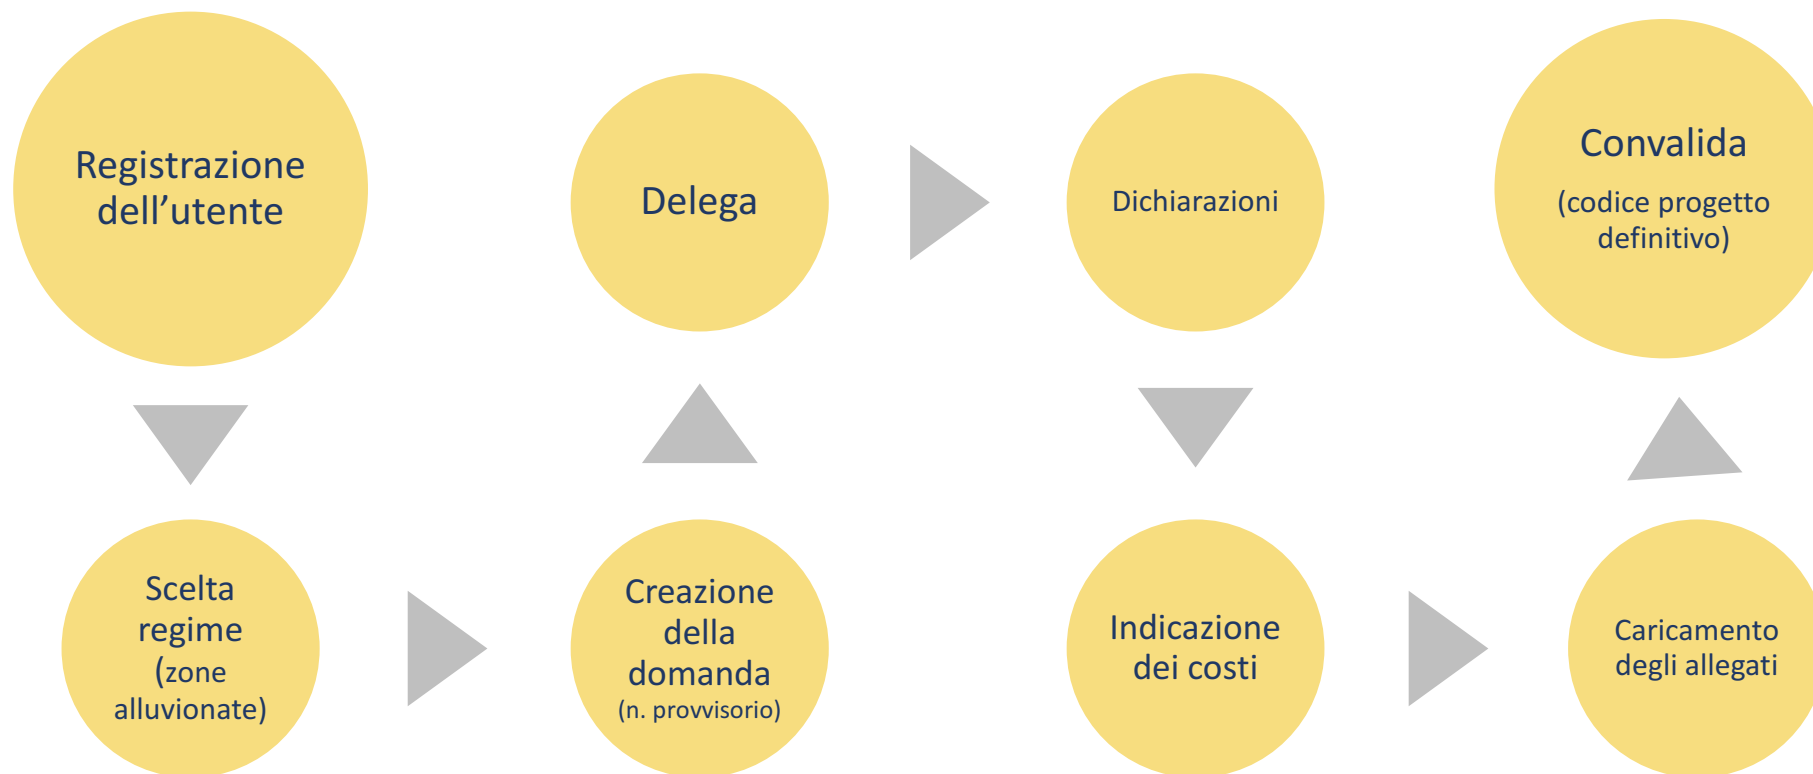 Registrazione
dell’utente
Scelta
regime
(zone
alluvionate)
Creazione
della
domanda
(n. provvisorio)
Delega
Dichiarazioni
Indicazione
dei costi
Caricamento
degli allegati
Convalida
(codice progetto
definitivo)